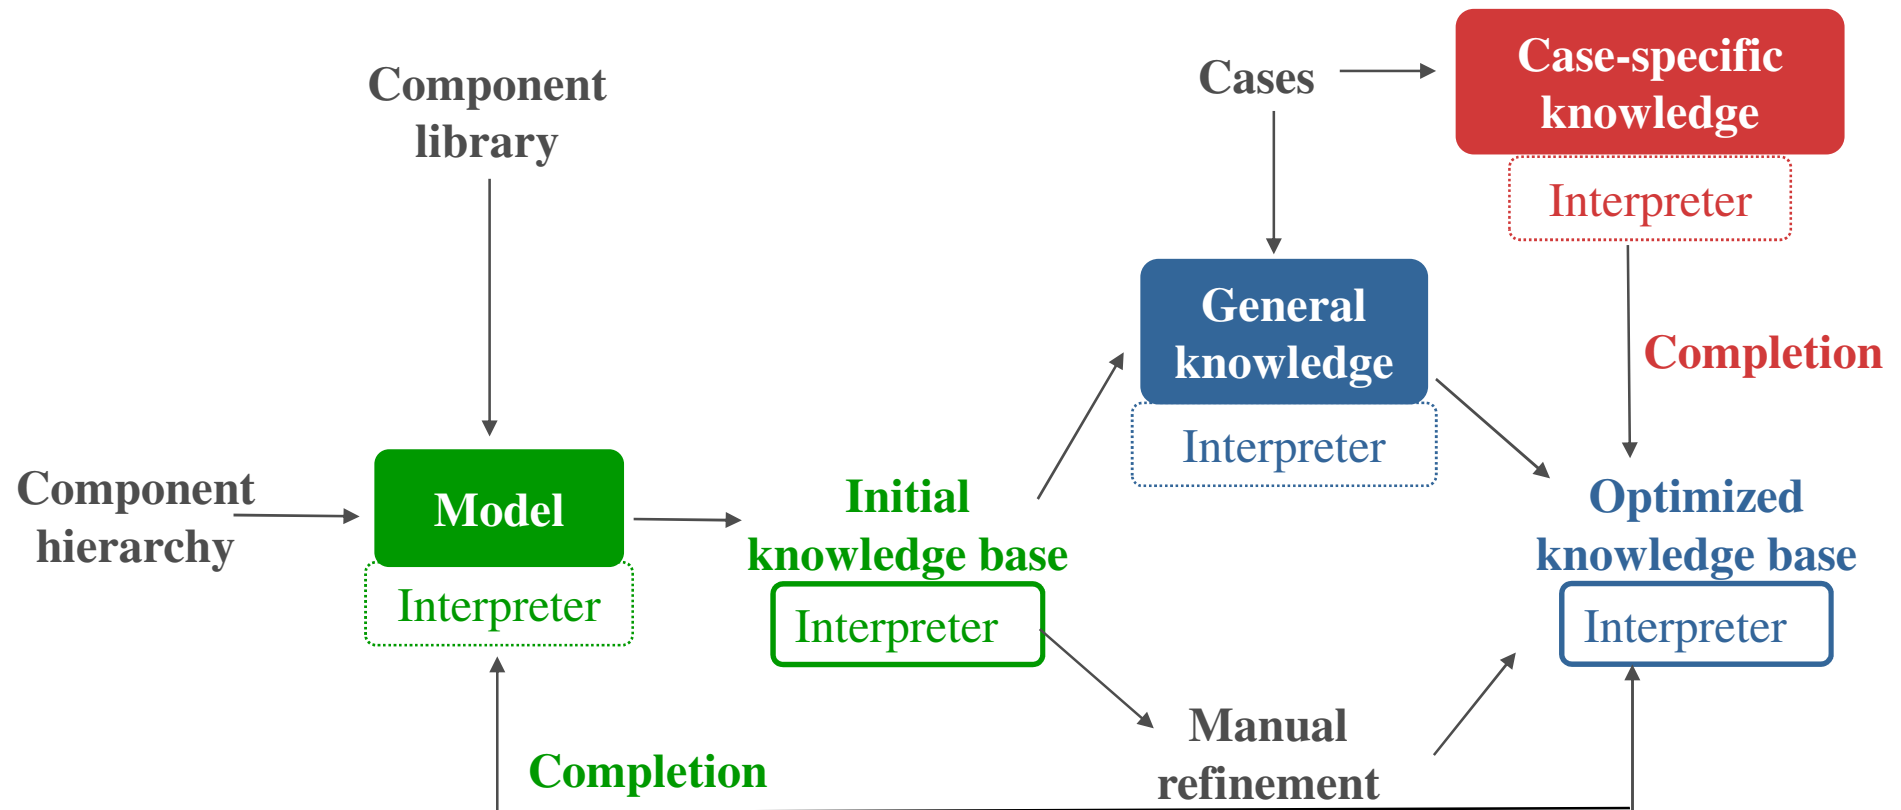 Component
library
Cases
Case-specific
knowledge
Interpreter
General
knowledge
Interpreter
Completion
Component
hierarchy
Model
Interpreter
Initial
knowledge base
Interpreter
Optimized
knowledge base
Interpreter
Completion
Manual
refinement